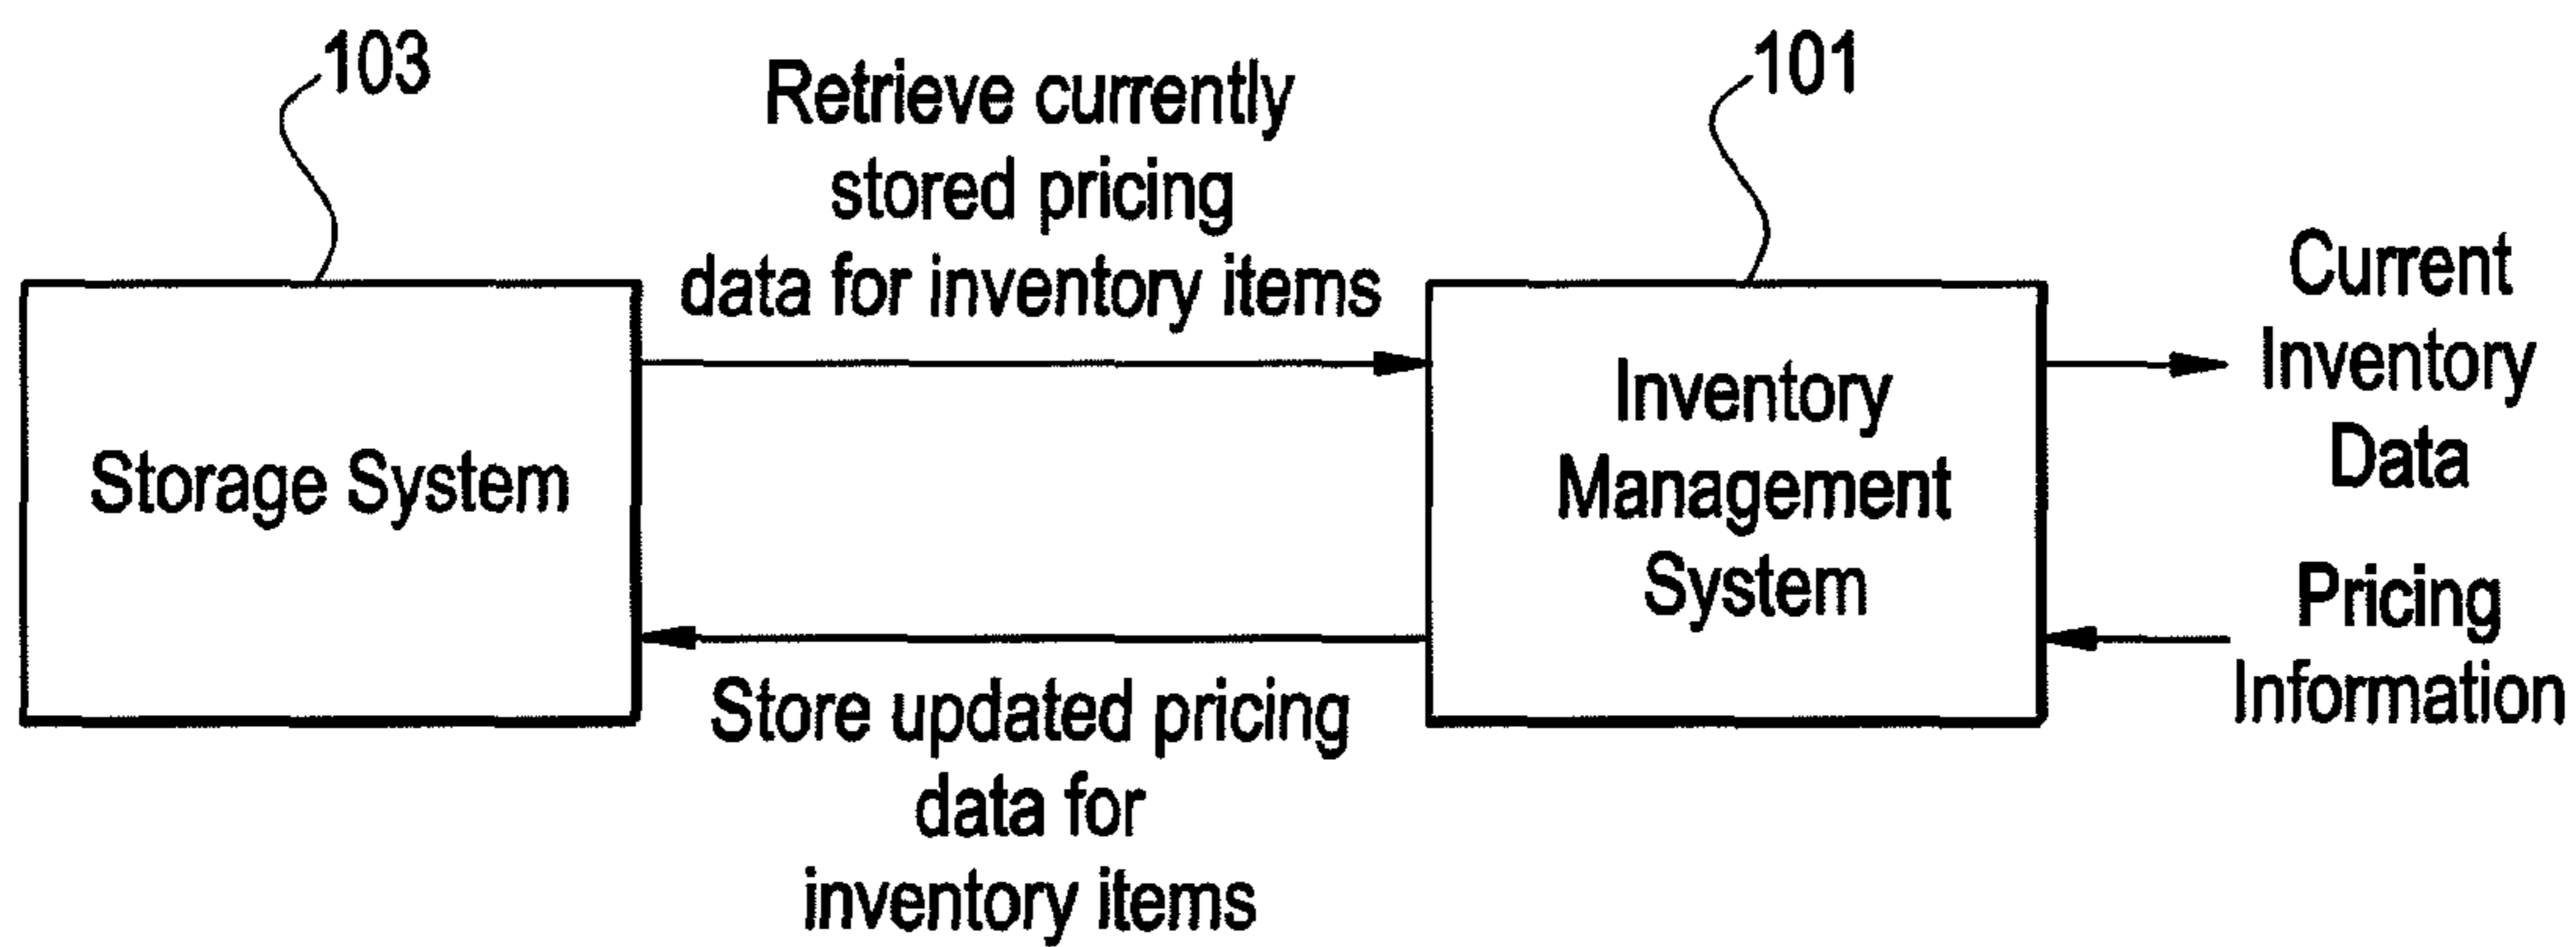 103
Retrieve currently
stored pricing
data for inventory items
101
Storage System
Inventory
Management
System
Current
Inventory
Data
Pricing
Information
Store updated pricing
data for
inventory items